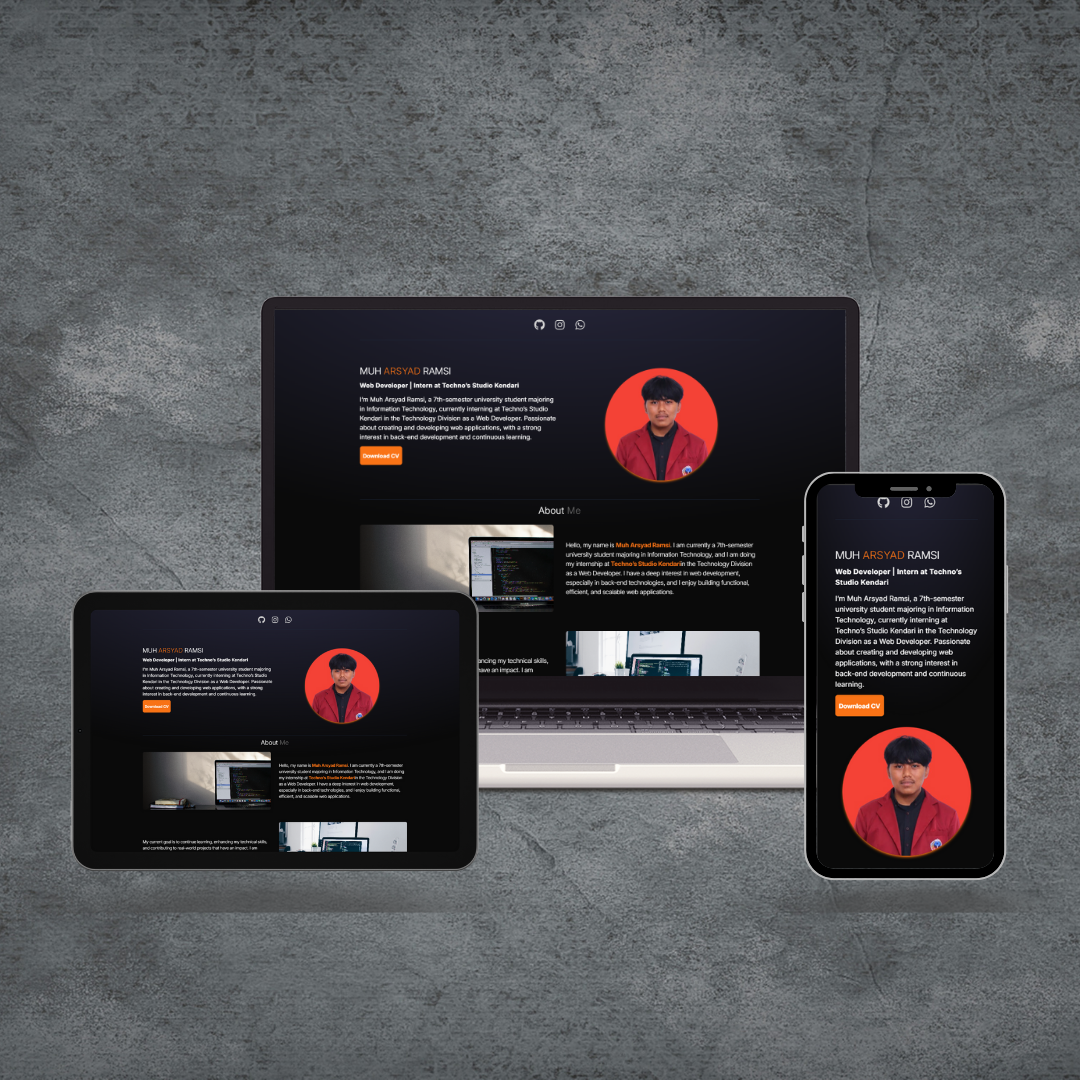 MUH ARSYAD RAMSI
Web Developer | Intern at Techno's Studio Kendari
I'm Muh Arsyad Ramsi, a 7th-semester university student majoring
in Information Technology, currently interning at Techno's Studio
Kendari in the Technology Division as a Web Developer. Passionate
about creating and developing web applications, with a strong
interest in back-end development and continuous learning.
Download CV
About Me
Hello, my name is Muh Arsyad Ramsi. I am currently a 7th-semester
university student majoring in Information Technology, and I am doing
my internship at Techno's Studio Kendari in the Technology Division
as a Web Developer. I have a deep interest in web development,
especially in back-end technologies, and I enjoy building functional,
efficient, and scalable web applications.
ancing my technical skills,
have an impact. I am
MUH ARSYAD RAMSI
Web Developer | Intern at Techno's Studio Kendari
I'm Muh Arsyad Ramsi, a 7th-semester university student majoring
in Information Technology, currently interning at Techno's Studio
Kendari in the Technology Division as a Web Developer. Passionate
about creating and developing web applications, with a strong
interest in back-end development and continuous learning.
Download CV
About Me
Hello, my name is Muh Arsyad Ramsi. I am currently a 7th-semester
university student majoring in Information Technology, and I am doing
my internship at Techno's Studio Kendari in the Technology Division
as a Web Developer. I have a deep interest in web development,
especially in back-end technologies, and I enjoy building functional,
efficient, and scalable web applications.
My current goal is to continue learning, enhancing my technical skills,
and contributing to real-world projects that have an impact. I am
MUH ARSYAD RAMSI
Web Developer | Intern at Techno's
Studio Kendari
I'm Muh Arsyad Ramsi, a 7th-semester
university student majoring in Information
Technology, currently interning at
Techno's Studio Kendari in the Technology
Division as a Web Developer. Passionate
about creating and developing web
applications, with a strong interest in
back-end development and continuous
learning.
Download CV